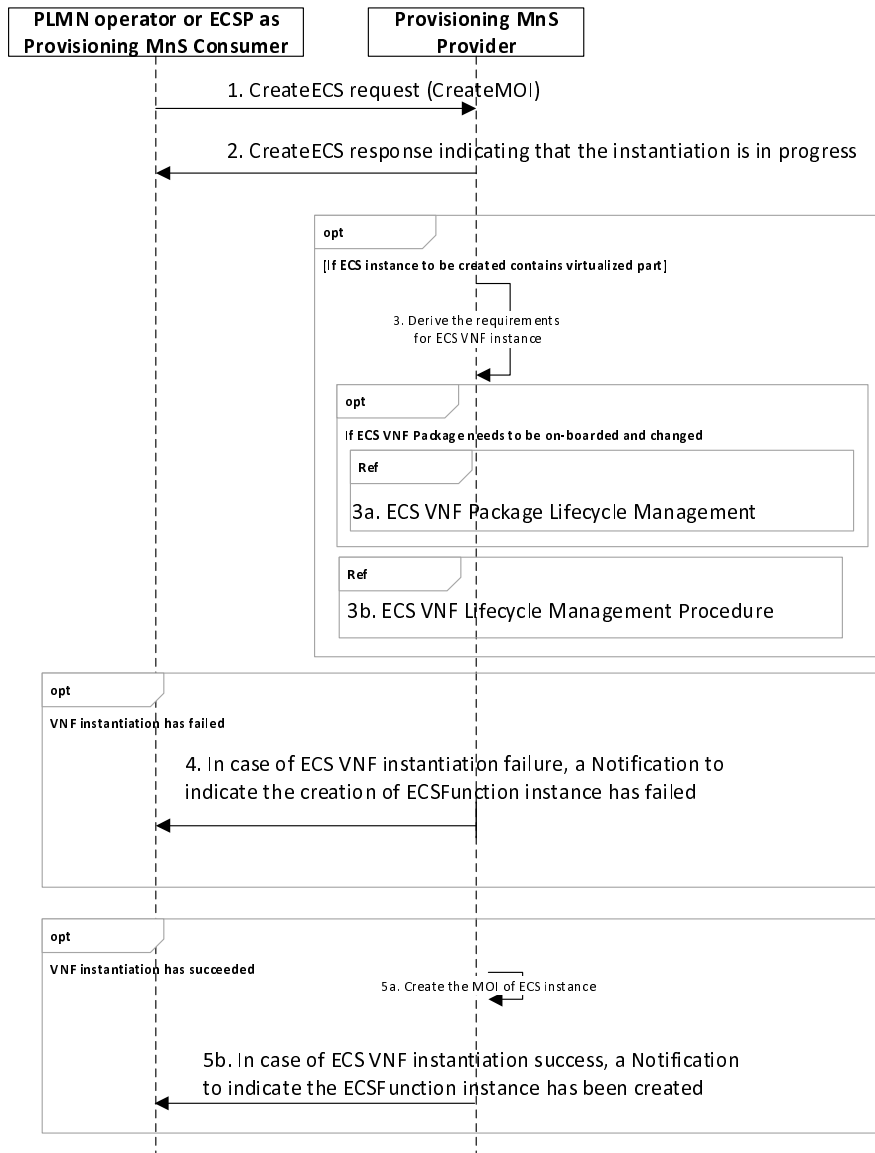 PLMN operator or ECSP as
Provisioning MnS Consumer
Provisioning MnS
Provider
1. CreateECS request (CreateMOI)
2. CreateECS response indicating that the instantiation is in progress
opt
[If ECS instance to be created contains virtualized part]
3. Derive the requirements
for ECS VNF instance
opt
If ECS VNF Package needs to be on-boarded and changed
Ref
3a. ECS VNF Package Lifecycle Management
Ref
3b. ECS VNF Lifecycle Management Procedure
opt
VNF instantiation has failed
4. In case of ECS VNF instantiation failure, a Notification to
indicate the creation of ECSFunction instance has failed
opt
VNF instantiation has succeeded
5a. Create the MOI of ECS instance
5b. In case of ECS VNF instantiation success, a Notification
to indicate the ECSFunction instance has been created